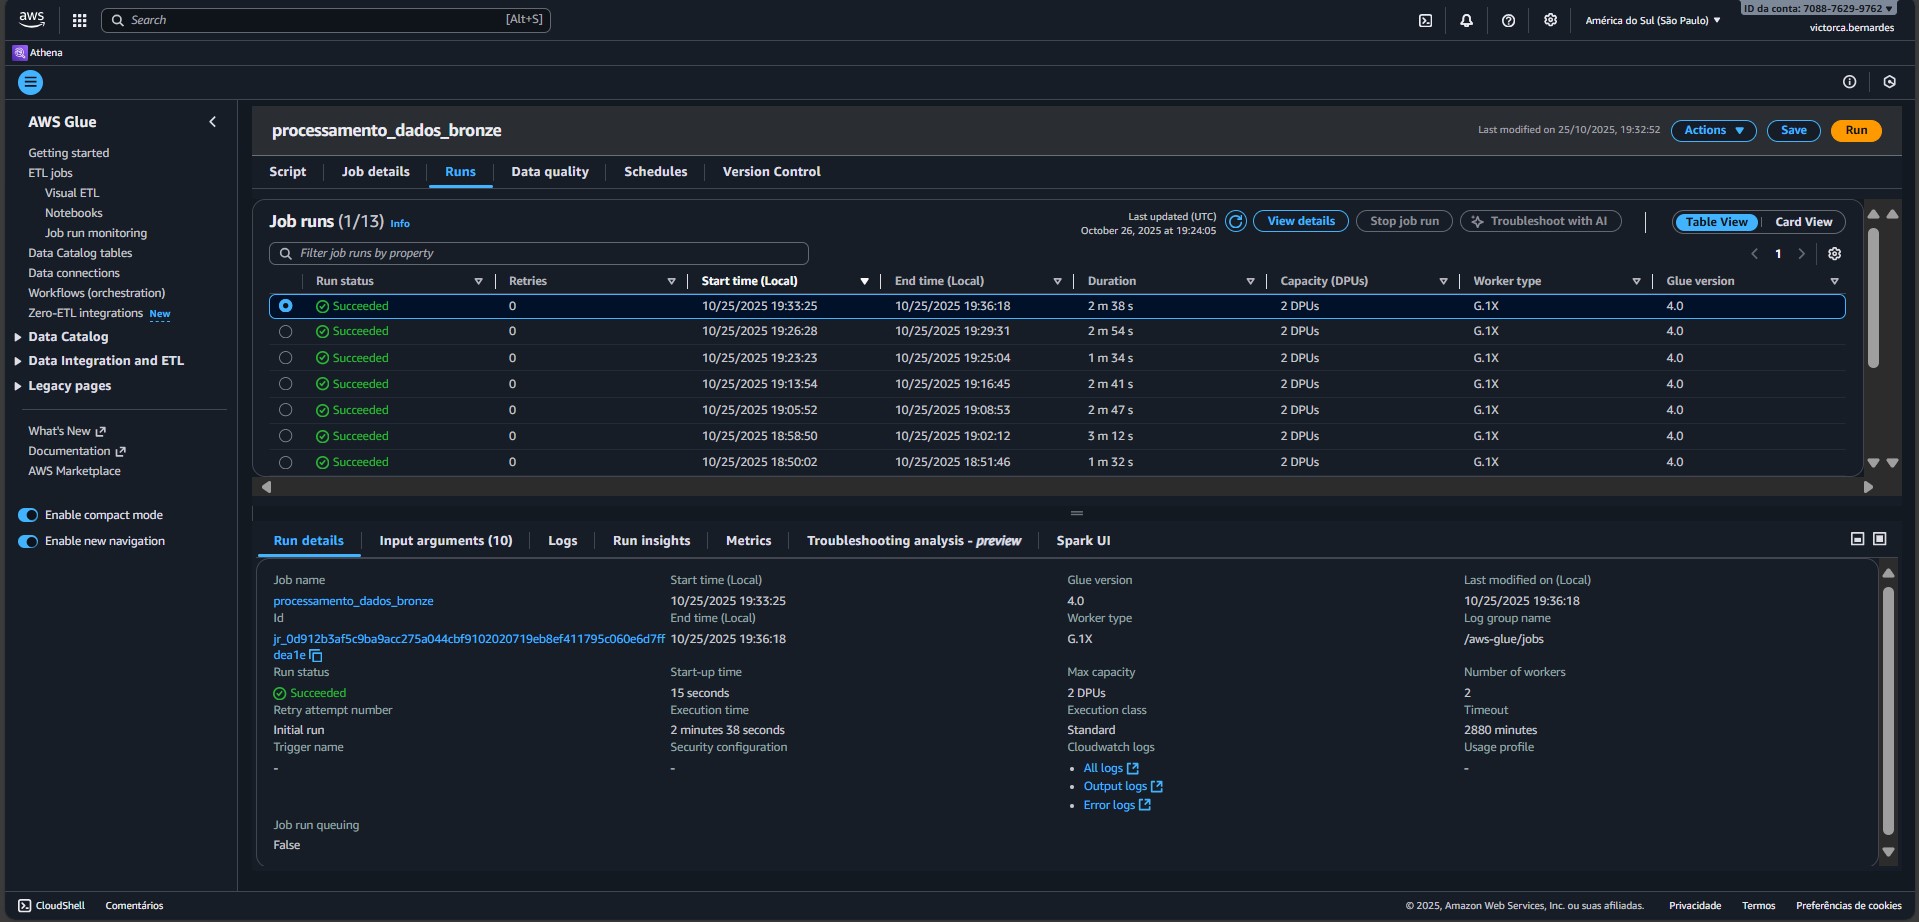 aws
Search
[Alt+S]
América do Sul (São Paulo)
ID da conta: 7088-7629-9762
victorca.bernardes
Athena
AWS Glue
Getting started
ETL jobs
Visual ETL
Notebooks
Job run monitoring
Data Catalog tables
Data connections
Workflows (orchestration)
Zero-ETL integrations New
Data Catalog
Data Integration and ETL
Legacy pages
What's New
Documentation
AWS Marketplace
Enable compact mode
Enable new navigation
processamento_dados_bronze
Last modified on 25/10/2025, 19:32:52
Actions
Save
Run
Script
Job details
Runs
Data quality
Schedules
Version Control
Job runs (1/13) Info
Last updated (UTC)
October 26, 2025 at 19:24:05
View details
Stop job run
Troubleshoot with AI
Table View
Card View
Filter job runs by property
1
Run status Retries Start time (Local) End time (Local) Duration Capacity (DPUs) Worker type Glue version
Succeeded 0 10/25/2025 19:33:25 10/25/2025 19:36:18 2 m 38 s 2 DPUs G.1X 4.0
Succeeded 0 10/25/2025 19:26:28 10/25/2025 19:29:31 2 m 54 s 2 DPUs G.1X 4.0
Succeeded 0 10/25/2025 19:23:23 10/25/2025 19:25:04 1 m 34 s 2 DPUs G.1X 4.0
Succeeded 0 10/25/2025 19:13:54 10/25/2025 19:16:45 2 m 41 s 2 DPUs G.1X 4.0
Succeeded 0 10/25/2025 19:05:52 10/25/2025 19:08:53 2 m 47 s 2 DPUs G.1X 4.0
Succeeded 0 10/25/2025 18:58:50 10/25/2025 19:02:12 3 m 12 s 2 DPUs G.1X 4.0
Succeeded 0 10/25/2025 18:50:02 10/25/2025 18:51:46 1 m 32 s 2 DPUs G.1X 4.0
Run details
Input arguments (10)
Logs
Run insights
Metrics
Troubleshooting analysis - preview
Spark UI
Job name
processamento_dados_bronze
Id
jr_0d912b3af5c9ba9acc275a044cbf9102020719eb8ef411795c060e6d7ff
dea1e
Run status
Succeeded
Retry attempt number
Initial run
Trigger name
-
Job run queuing
False
Start time (Local)
10/25/2025 19:33:25
End time (Local)
10/25/2025 19:36:18
Start-up time
15 seconds
Execution time
2 minutes 38 seconds
Security configuration
-
Glue version
4.0
Worker type
G.1X
Max capacity
2 DPUs
Execution class
Standard
Cloudwatch logs
• All logs
• Output logs
• Error logs
Last modified on (Local)
10/25/2025 19:36:18
Log group name
/aws-glue/jobs
Number of workers
2
Timeout
2880 minutes
Usage profile
-
CloudShell
Comentários
© 2025, Amazon Web Services, Inc. ou suas afiliadas.
Privacidade
Termos
Preferências de cookies